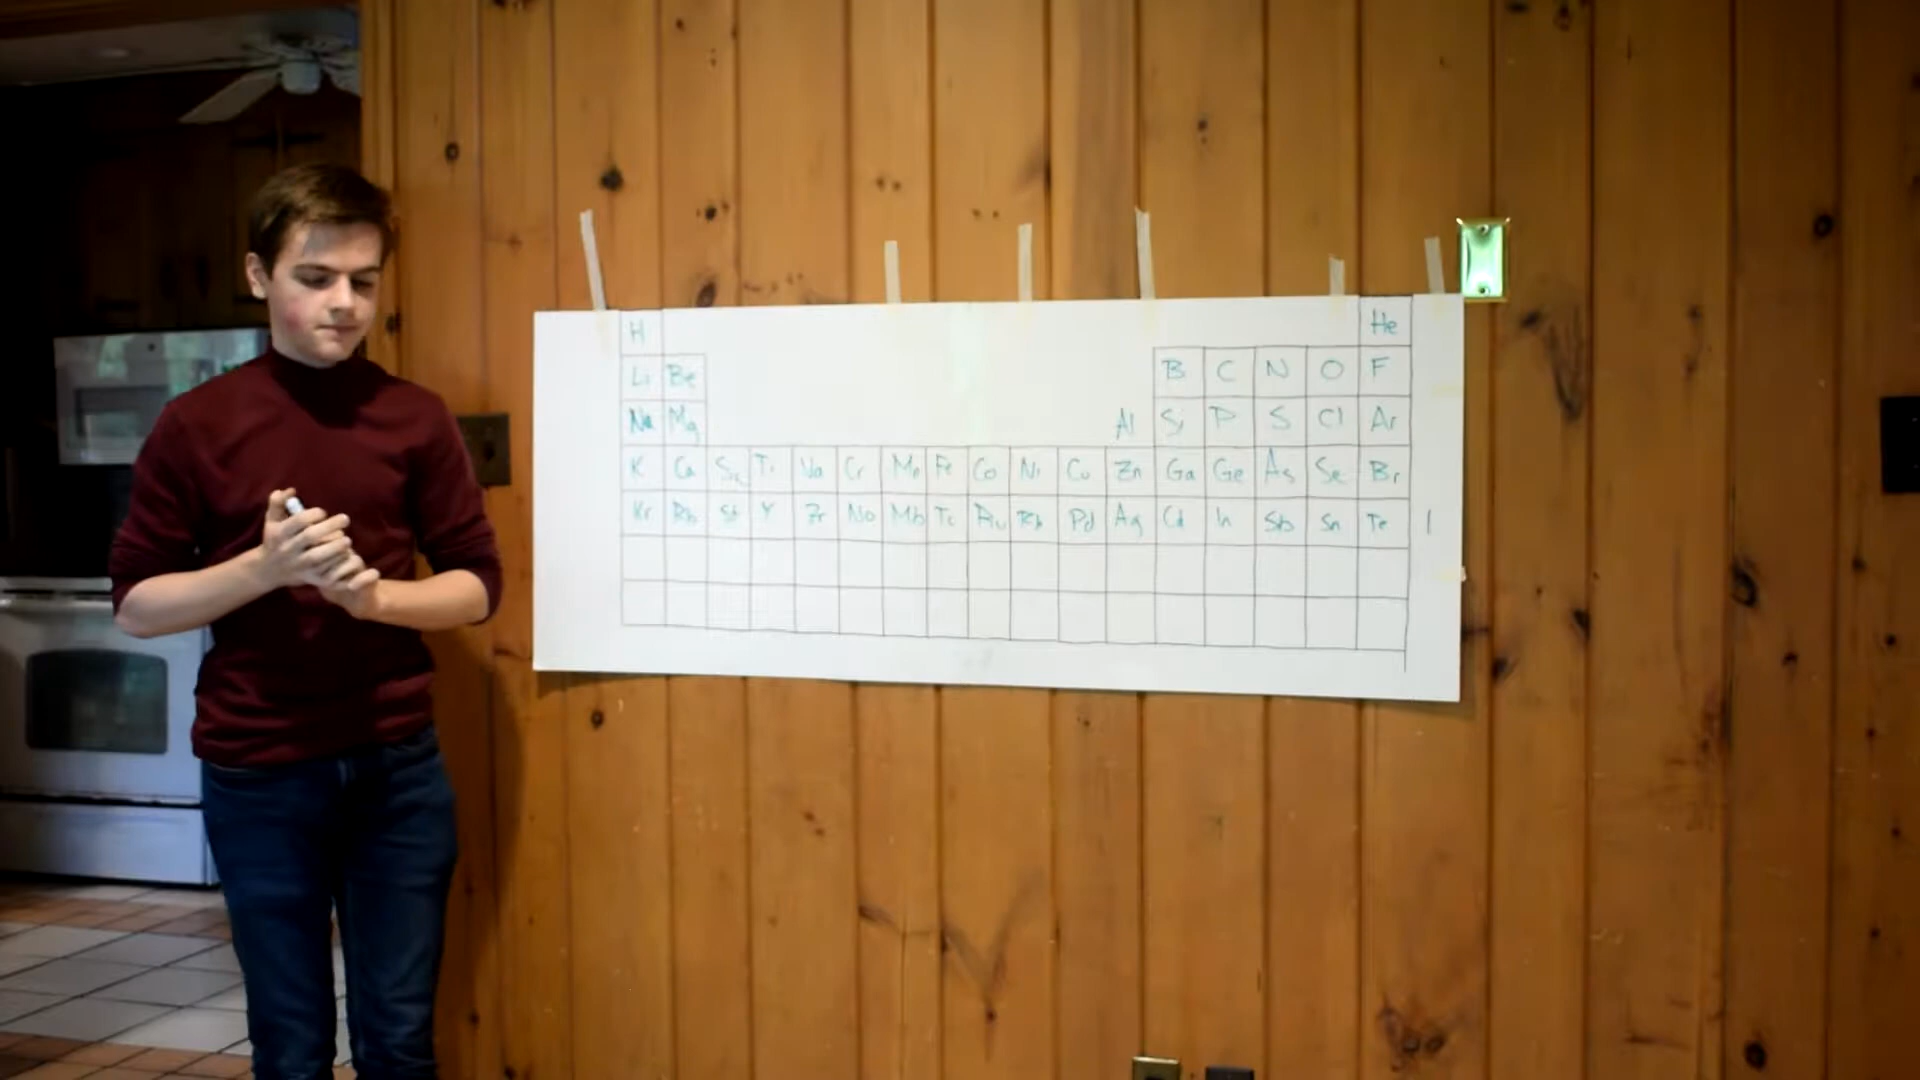 H He
Li Be B C N O F
Na Mg Al Si P S Cl Ar
K Ca Sc Ti Va Cr Mn Fe Co Ni Cu Zn Ga Ge As Se Br
Kr Rb Sr Y Zr No Mb Tc Ru Rh Pd Ag Cd In Sb Sn Te I